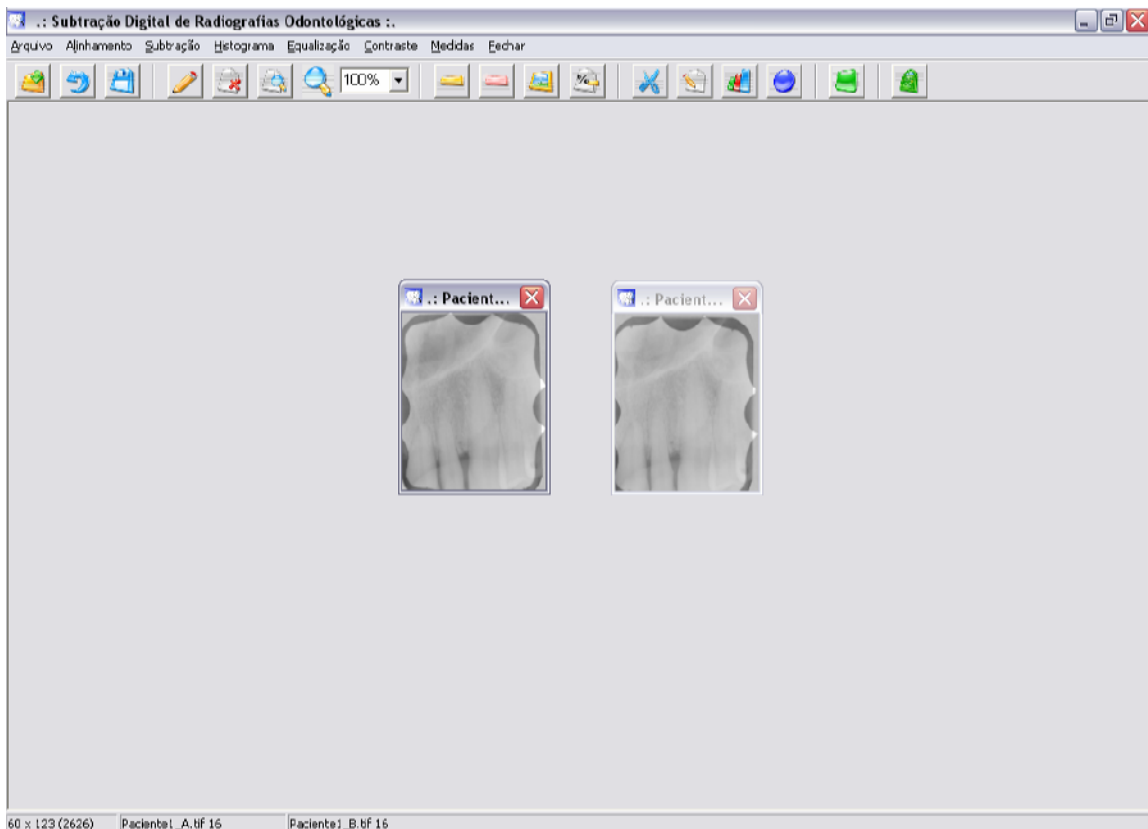 .: Subtração Digital de Radiografias Odontológicas :.
Arquivo Alinhamento Subtração Histograma Equalização Contraste Medidas Fechar
100%
.: Pacient...
.: Pacient...
60 x 123 (2626) Paciente1_A.tif 16 Paciente1_B.tif 16